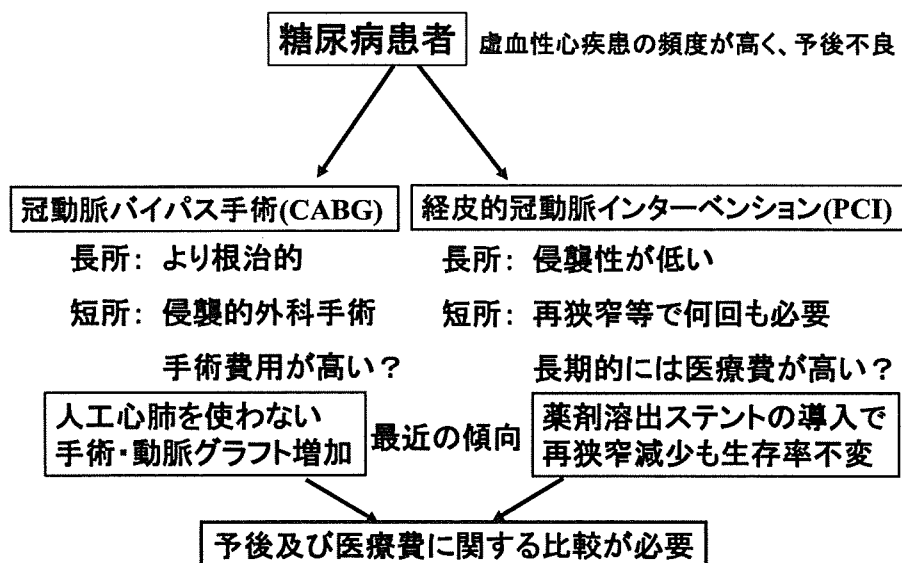 糖尿病患者 虚血性心疾患の頻度が高く、予後不良
冠動脈バイパス手術(CABG)
長所： より根治的
短所： 侵襲的外科手術
手術費用が高い？
経皮的冠動脈インターベンション(PCI)
長所： 侵襲性が低い
短所： 再狭窄等で何回も必要
長期的には医療費が高い？
人工心肺を使わない
手術・動脈グラフト増加
最近の傾向
薬剤溶出ステントの導入で
再狭窄減少も生存率不変
予後及び医療費に関する比較が必要